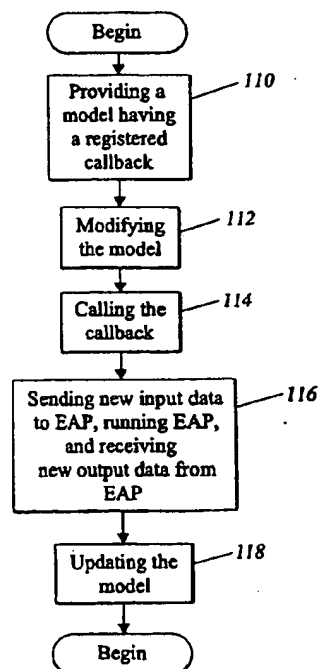 Begin
110
Providing a
model having
a registered
callback
112
Modifying
the model
114
Calling the
callback
116
Sending new input data
to EAP, running EAP,
and receiving
new output data from
EAP
118
Updating the
model
Begin